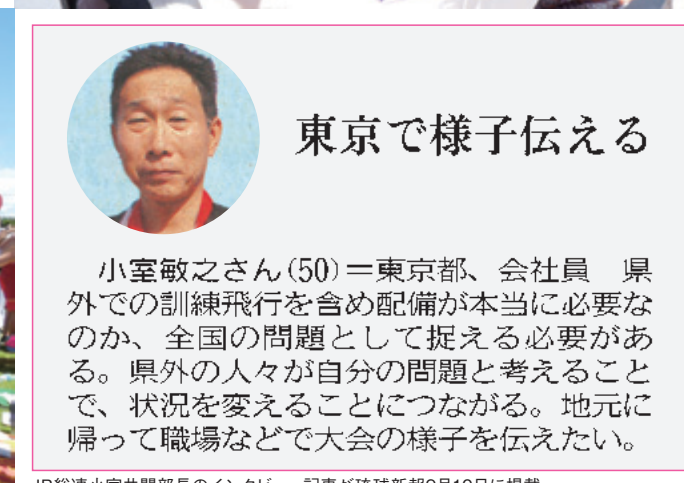 東京で様子伝える
小室敏之さん(50)＝東京都、会社員　県
外での訓練飛行を含め配備が本当に必要な
のか、全国の問題として捉える必要があ
る。県外の人々が自分の問題と考えること
で、状況を変えることにつながる。地元に
帰って職場などで大会の様子を伝えたい。